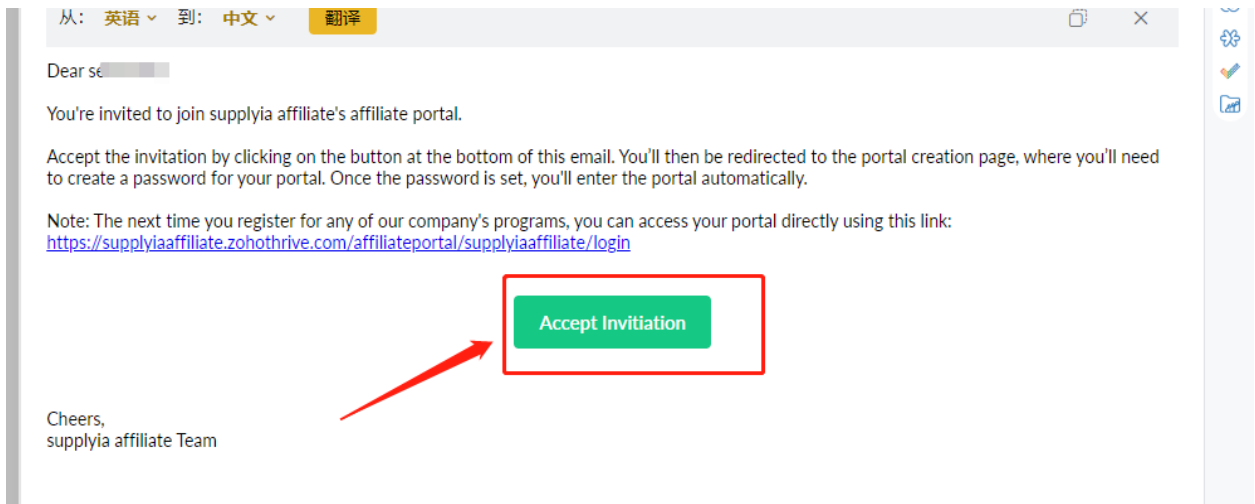 从: 英语 到: 中文 翻译
Dear se
You're invited to join supplyia affiliate's affiliate portal.
Accept the invitation by clicking on the button at the bottom of this email. You'll then be redirected to the portal creation page, where you'll need
to create a password for your portal. Once the password is set, you'll enter the portal automatically.
Note: The next time you register for any of our company's programs, you can access your portal directly using this link:
https://supplyiaaffiliate.zohothrive.com/affiliateportal/supplyiaaffiliate/login
Accept Invitiation
Cheers,
supplyia affiliate Team